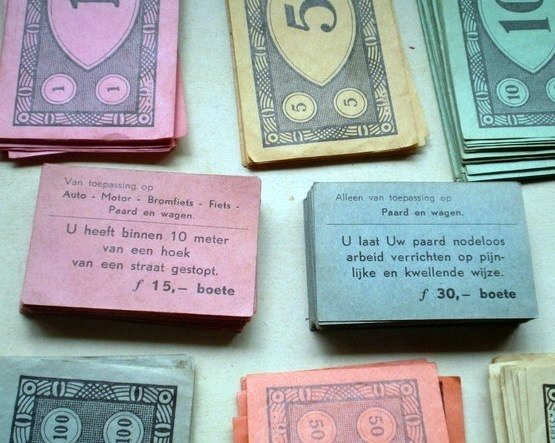 1
5
10
1 1
5 5
10
Van toepassing op
Auto - Motor - Bromfiets - Fiets -
Paard en wagen.
U heeft binnen 10 meter
van een hoek
van een straat gestopt.
f 15,– boete
Alleen van toepassing op
Paard en wagen.
U laat Uw paard nodeloos
arbeid verrichten op pijn-
lijke en kwellende wijze.
f 30,– boete
100 100
50 50